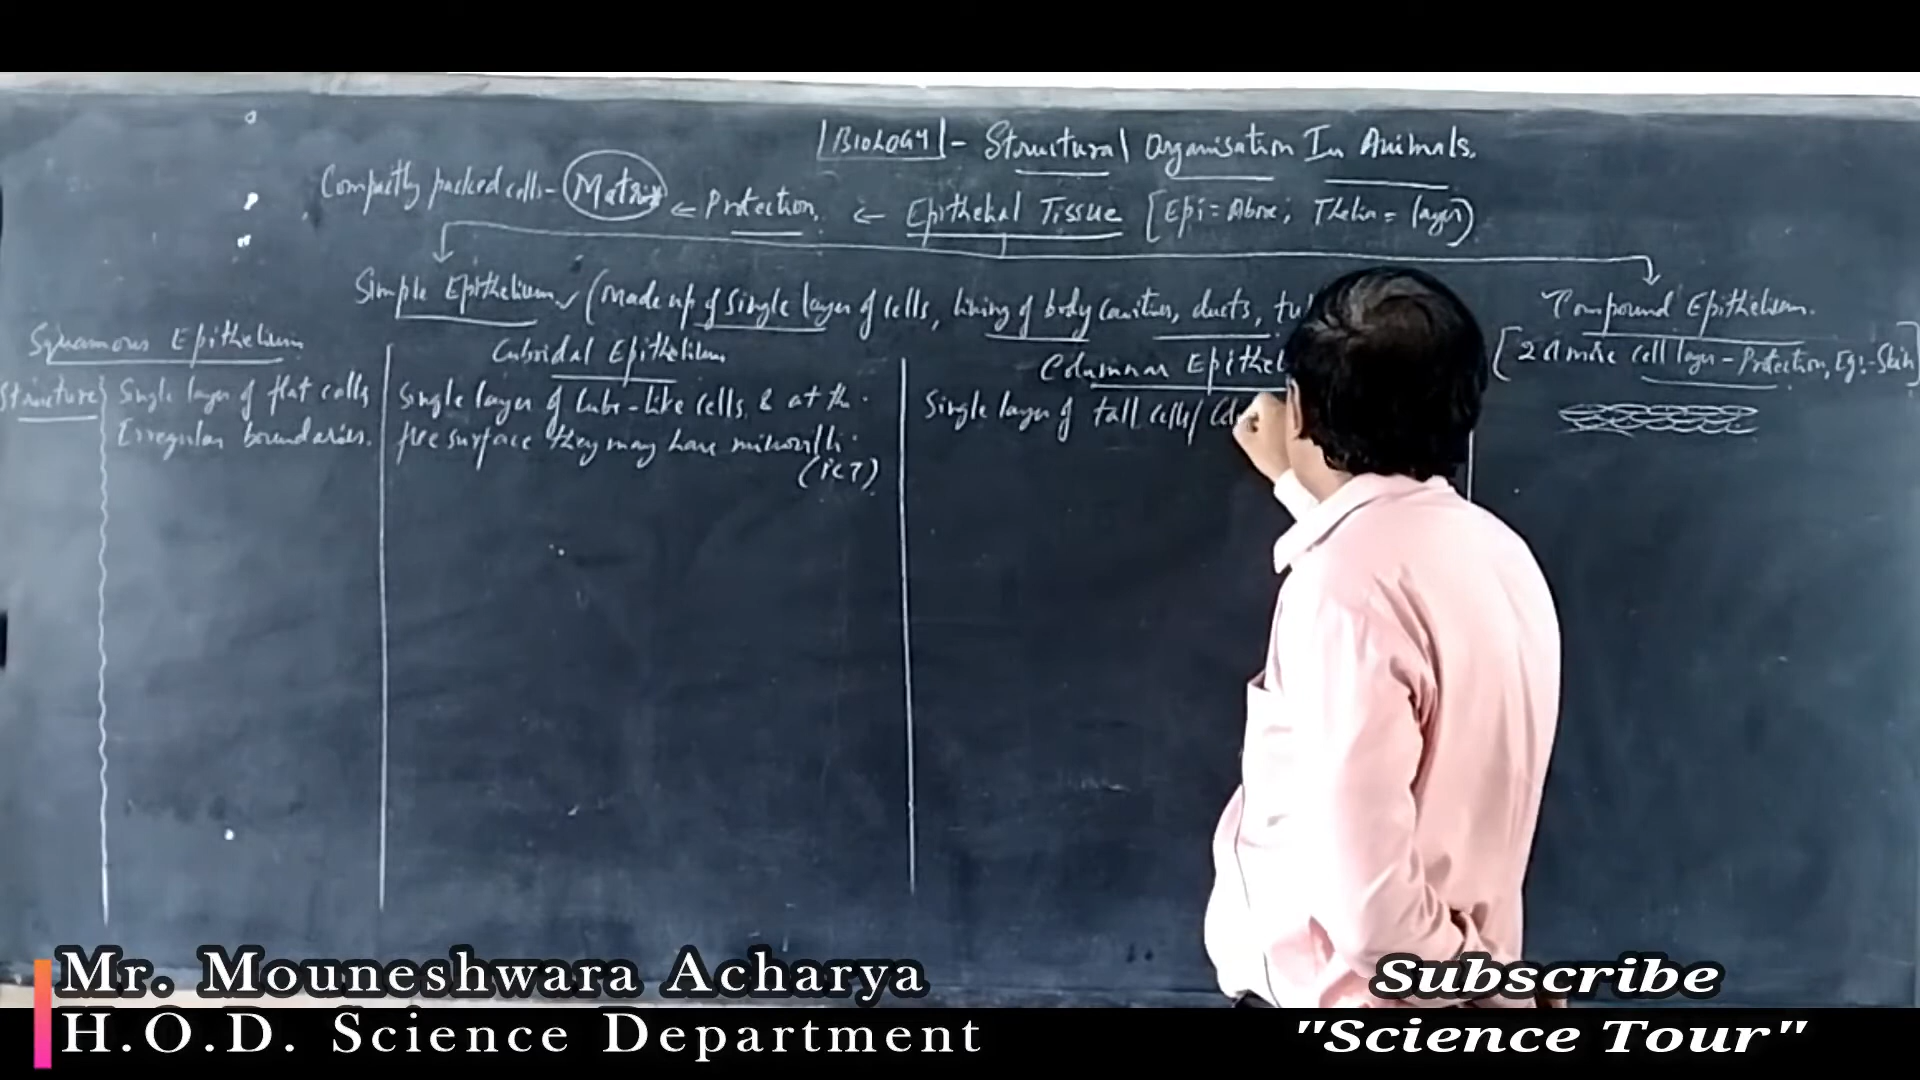 BIOLOGY - Structural Organisation In Animals.
Compactly packed cells - Matrix ← Protection. ← Epithelial Tissue [Epi = Above; Thelia = layer]
Simple Epithelium (Made up of single layer of cells, lining of body cavities, ducts, tu
Compound Epithelium.
[2 or more cell layer - Protection, Eg:- Skin]
Squamous Epithelium
Structure
Single layer of flat cells
Irregular boundaries.
Cuboidal Epithelium
Single layer of Cube-like cells & at the
free surface they may have microvilli.
(PCT)
Columnar Epithel
Single layer of tall cells/
Mr. Mouneshwara Acharya
H.O.D. Science Department
Subscribe
"Science Tour"